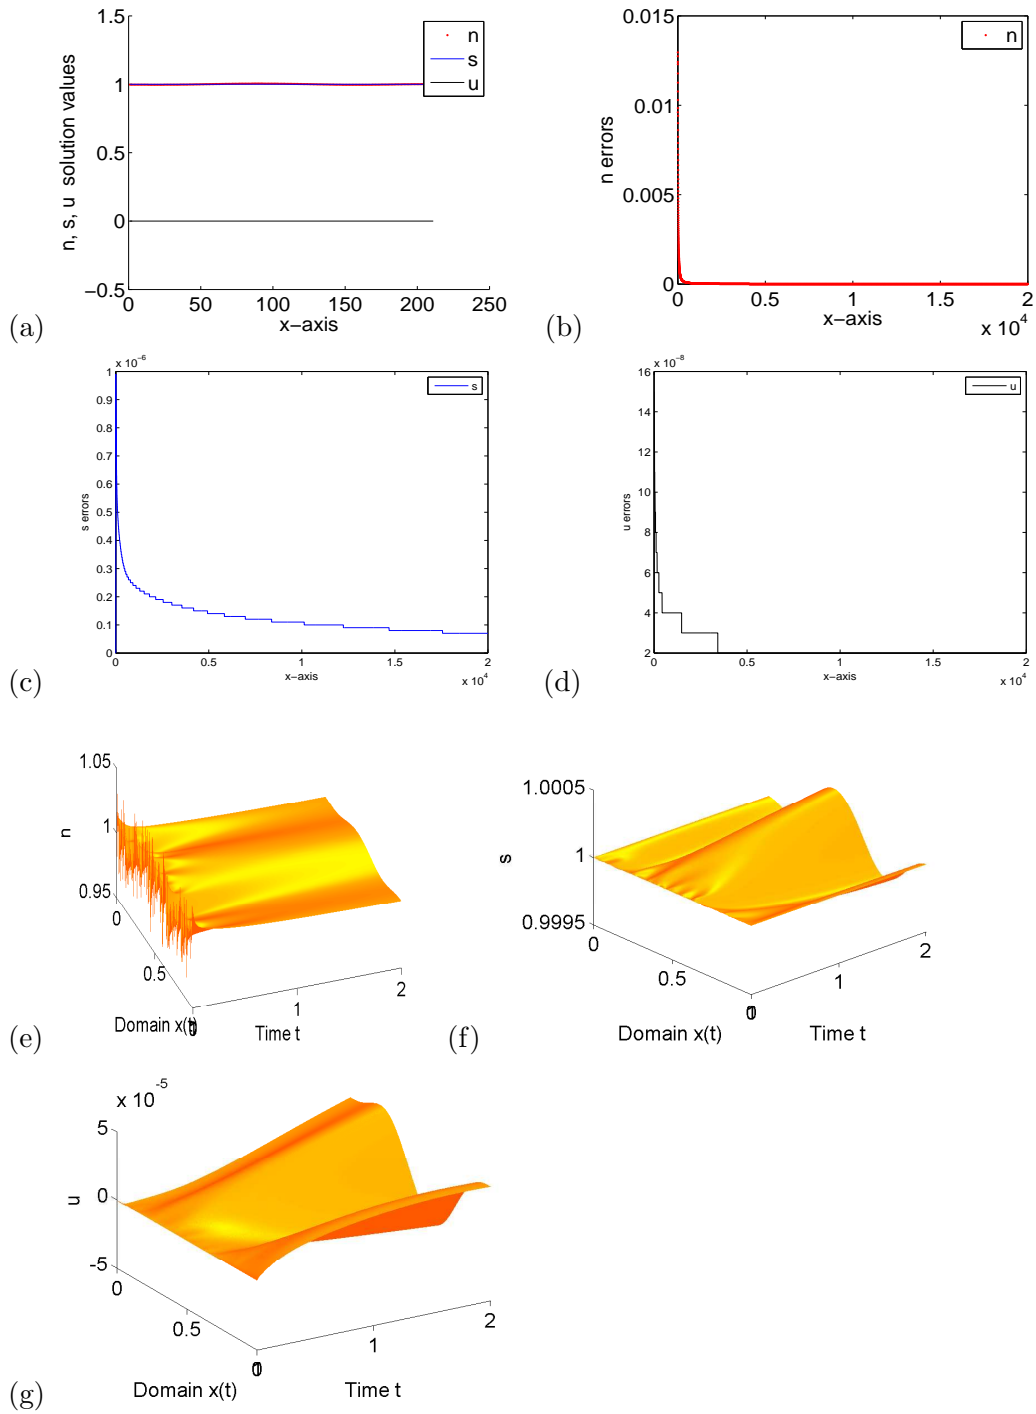 1.5
1
0.5
0
−0.5
n, s, u solution values
0 50 100 150 200 250
x−axis
n
s
u
(a)
0.015
0.01
0.005
0
n errors
0 0.5 1 1.5 2
x−axis
x 10^4
n
(b)
x 10^−6
1
0.9
0.8
0.7
0.6
0.5
0.4
0.3
0.2
0.1
0
s errors
0 0.5 1 1.5 2
x−axis
x 10^4
s
(c)
x 10^−8
16
14
12
10
8
6
4
2
u errors
0 0.5 1 1.5 2
x−axis
x 10^4
u
(d)
1.05
1
0.95
n
0
0.5
1
2
Domain x(t)
Time t
(e)
1.0005
1
0.9995
s
0
0.5
1
2
Domain x(t)
Time t
(f)
x 10^-5
5
0
-5
u
0
0.5
1
2
Domain x(t)
Time t
(g)